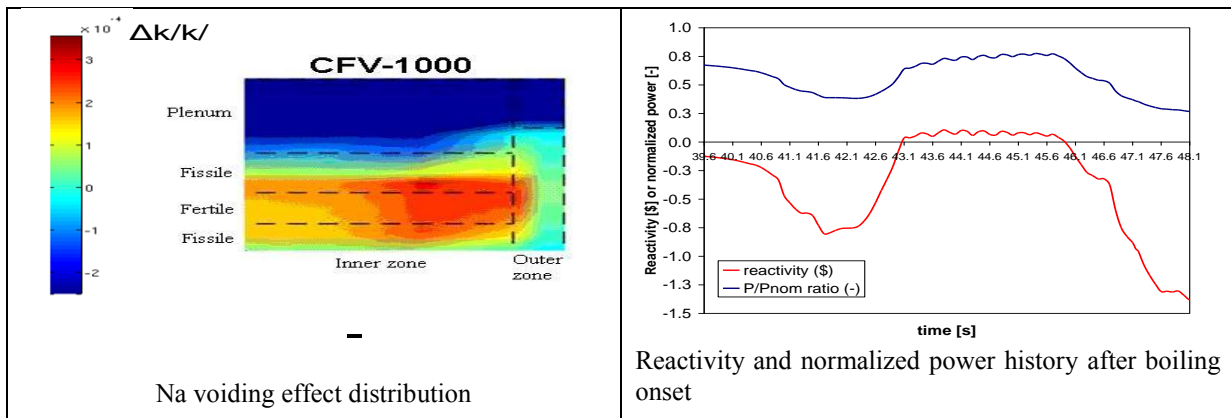 × 10⁻⁴
Δk/k/
3
2
1
0
-1
-2
CFV-1000
Plenum
Fissile
Fertile
Fissile
Inner zone
Outer
zone
-
Na voiding effect distribution
1.0
0.8
0.5
0.3
0.0
-0.3
-0.5
-0.8
-1.0
-1.3
-1.5
39.6 40.1 40.6 41.1 41.6 42.1 42.6 43.1 43.6 44.1 44.6 45.1 45.6 46.1 46.6 47.1 47.6 48.1
Reactivity [$] or normalized power [-]
reactivity ($)
P/Pnom ratio (-)
time [s]
Reactivity and normalized power history after boiling
onset